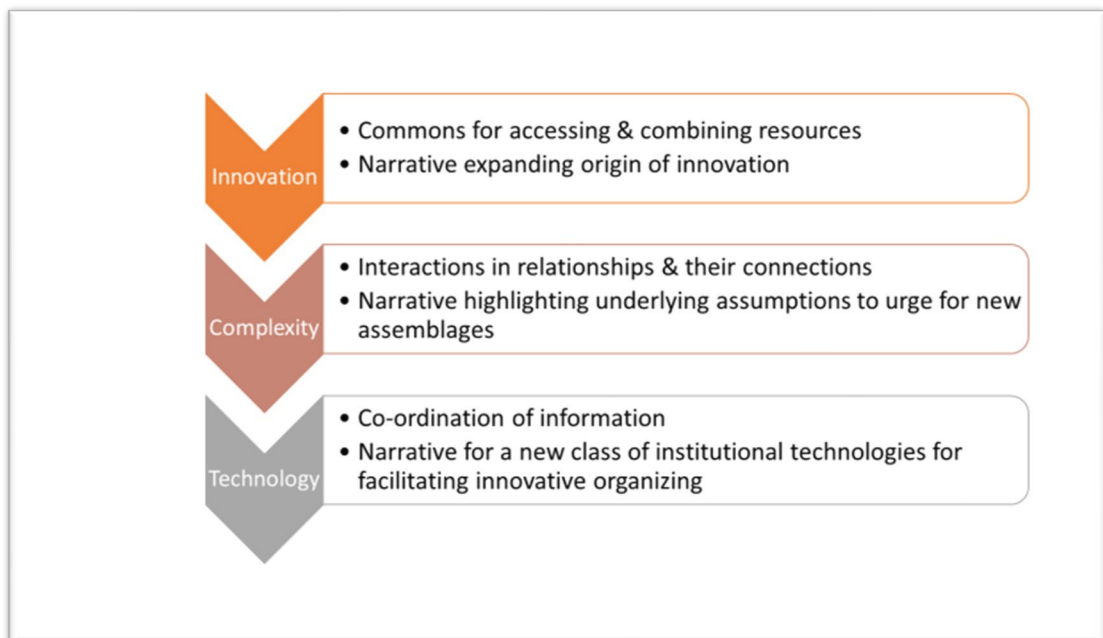 Innovation
• Commons for accessing & combining resources
• Narrative expanding origin of innovation
Complexity
• Interactions in relationships & their connections
• Narrative highlighting underlying assumptions to urge for new
assemblages
Technology
• Co-ordination of information
• Narrative for a new class of institutional technologies for
facilitating innovative organizing